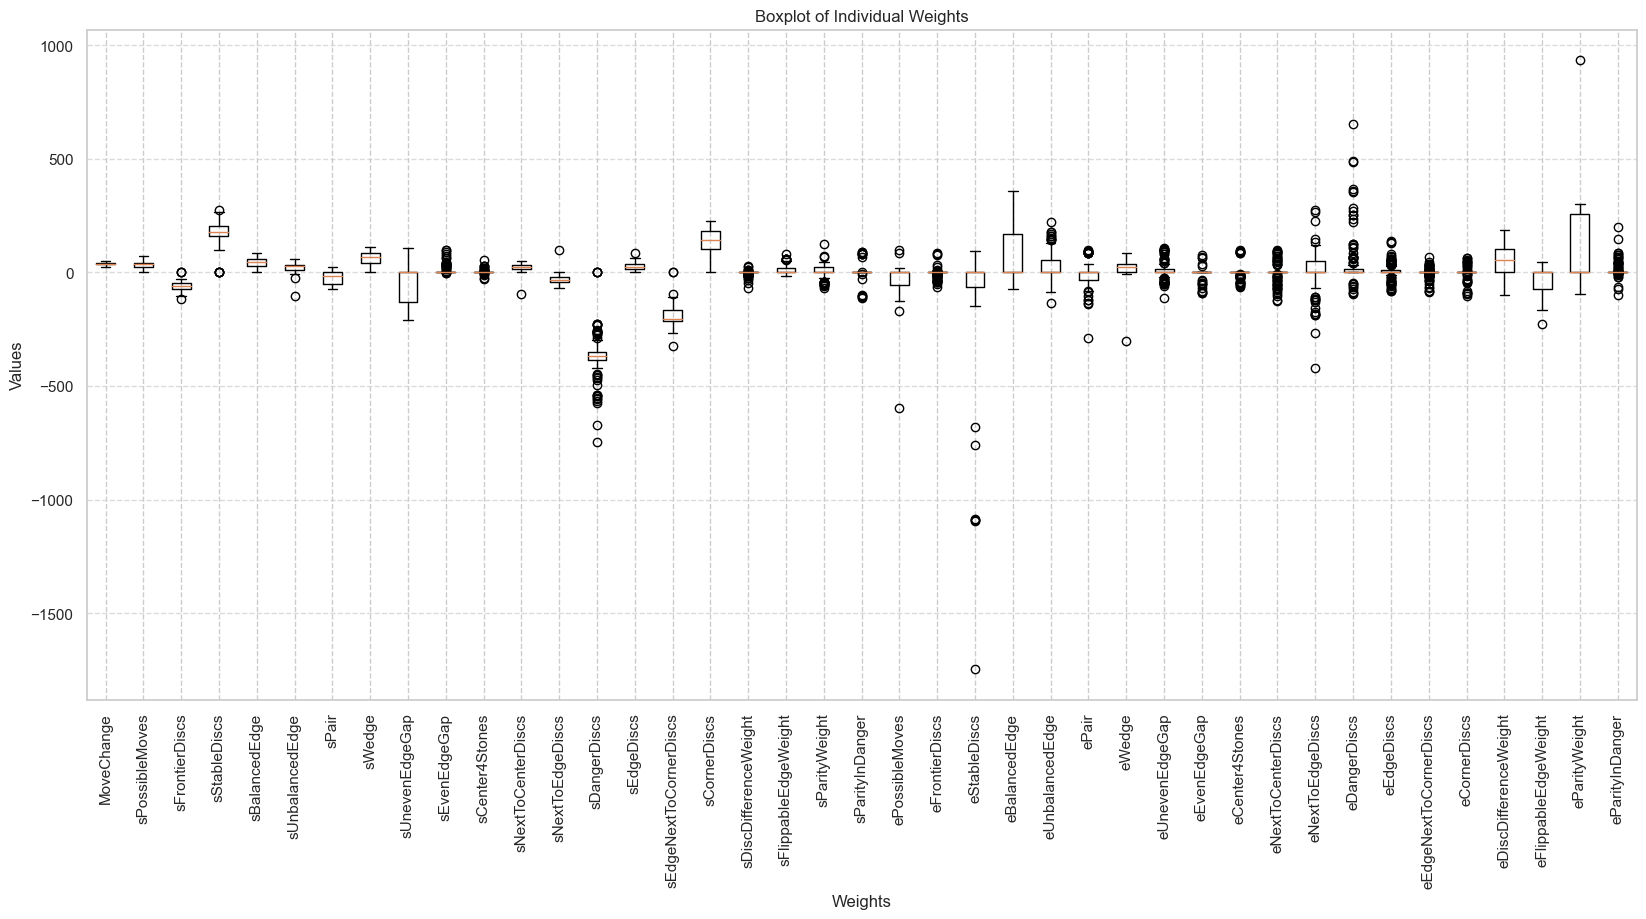 Boxplot of Individual Weights
1000
500
0
−500
−1000
−1500
Values
MoveChange
sPossibleMoves
sFrontierDiscs
sStableDiscs
sBalancedEdge
sUnbalancedEdge
sPair
sWedge
sUnevenEdgeGap
sEvenEdgeGap
sCenter4Stones
sNextToCenterDiscs
sNextToEdgeDiscs
sDangerDiscs
sEdgeDiscs
sEdgeNextToCornerDiscs
sCornerDiscs
sDiscDifferenceWeight
sFlippableEdgeWeight
sParityWeight
sParityInDanger
ePossibleMoves
eFrontierDiscs
eStableDiscs
eBalancedEdge
eUnbalancedEdge
ePair
eWedge
eUnevenEdgeGap
eEvenEdgeGap
eCenter4Stones
eNextToCenterDiscs
eNextToEdgeDiscs
eDangerDiscs
eEdgeDiscs
eEdgeNextToCornerDiscs
eCornerDiscs
eDiscDifferenceWeight
eFlippableEdgeWeight
eParityWeight
eParityInDanger
Weights